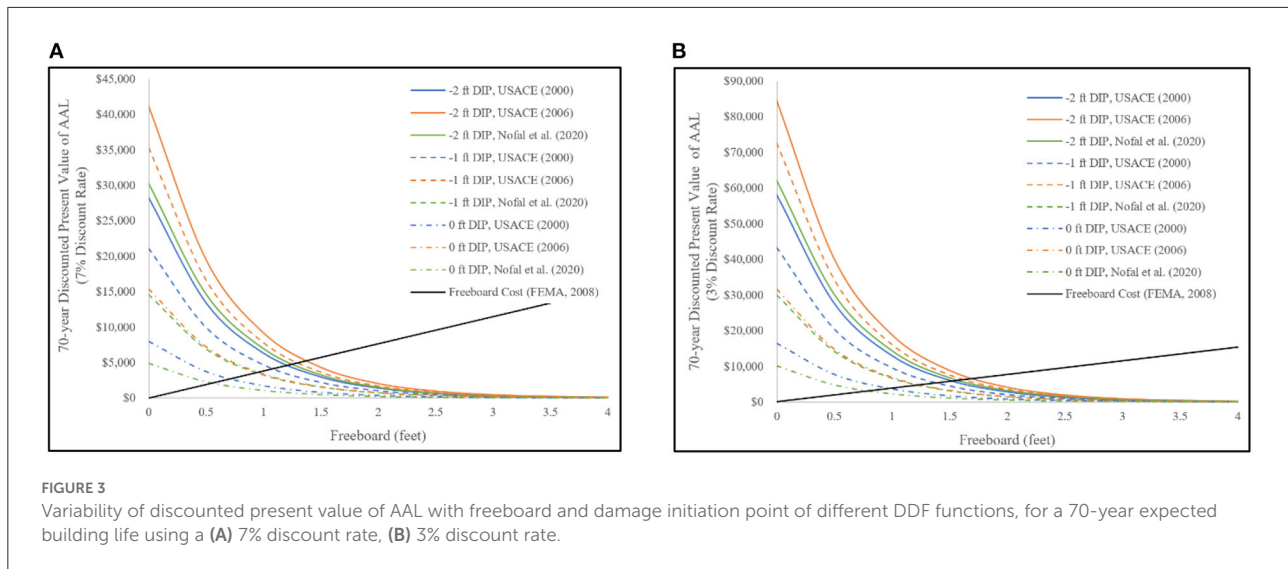 A
$45,000
$40,000
$35,000
$30,000
$25,000
$20,000
$15,000
$10,000
$5,000
$0
70-year Discounted Present Value of AAL
(7% Discount Rate)
-2 ft DIP, USACE (2000)
-2 ft DIP, USACE (2006)
-2 ft DIP, Nofal et al. (2020)
-1 ft DIP, USACE (2000)
-1 ft DIP, USACE (2006)
-1 ft DIP, Nofal et al. (2020)
0 ft DIP, USACE (2000)
0 ft DIP, USACE (2006)
0 ft DIP, Nofal et al. (2020)
Freeboard Cost (FEMA, 2008)
0 0.5 1 1.5 2 2.5 3 3.5 4
Freeboard (feet)
B
$90,000
$80,000
$70,000
$60,000
$50,000
$40,000
$30,000
$20,000
$10,000
$0
70-year Discounted Present Value of AAL
(3% Discount Rate)
-2 ft DIP, USACE (2000)
-2 ft DIP, USACE (2006)
-2 ft DIP, Nofal et al. (2020)
-1 ft DIP, USACE (2000)
-1 ft DIP, USACE (2006)
-1 ft DIP, Nofal et al. (2020)
0 ft DIP, USACE (2000)
0 ft DIP, USACE (2006)
0 ft DIP, Nofal et al. (2020)
Freeboard Cost (FEMA, 2008)
0 0.5 1 1.5 2 2.5 3 3.5 4
Freeboard (feet)
FIGURE 3
Variability of discounted present value of AAL with freeboard and damage initiation point of different DDF functions, for a 70-year expected
building life using a (A) 7% discount rate, (B) 3% discount rate.